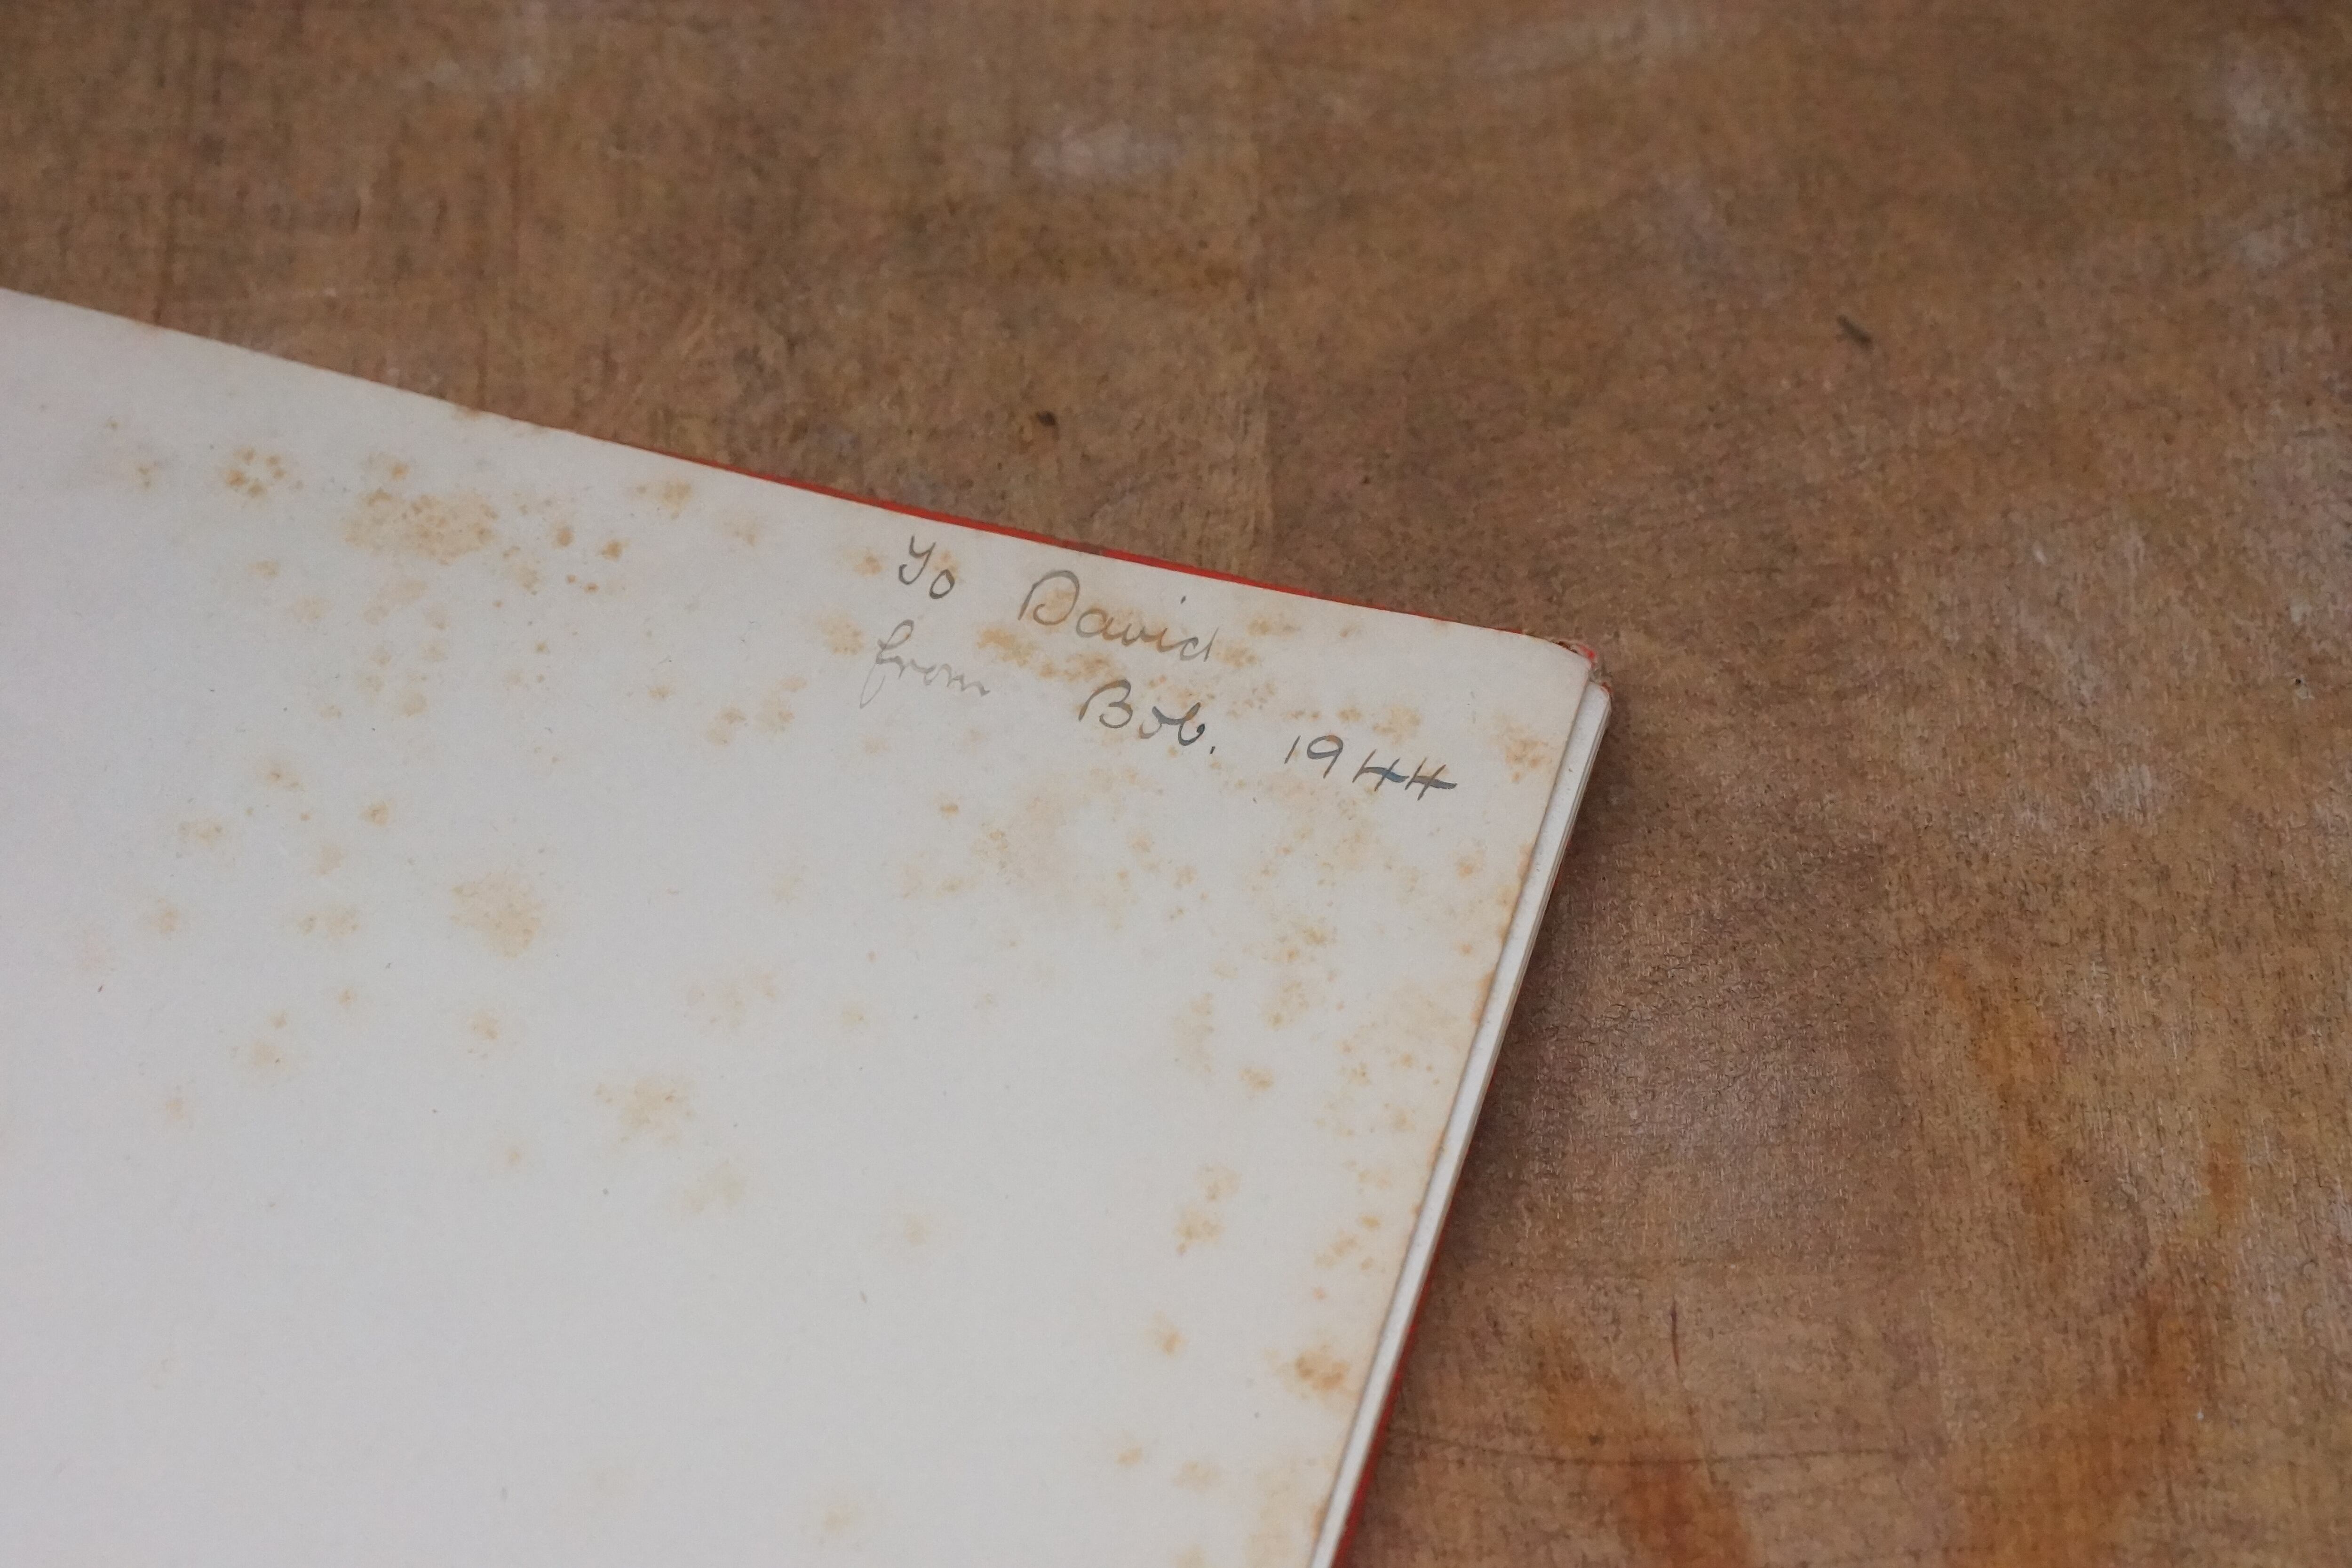 To David
from Bob. 1944